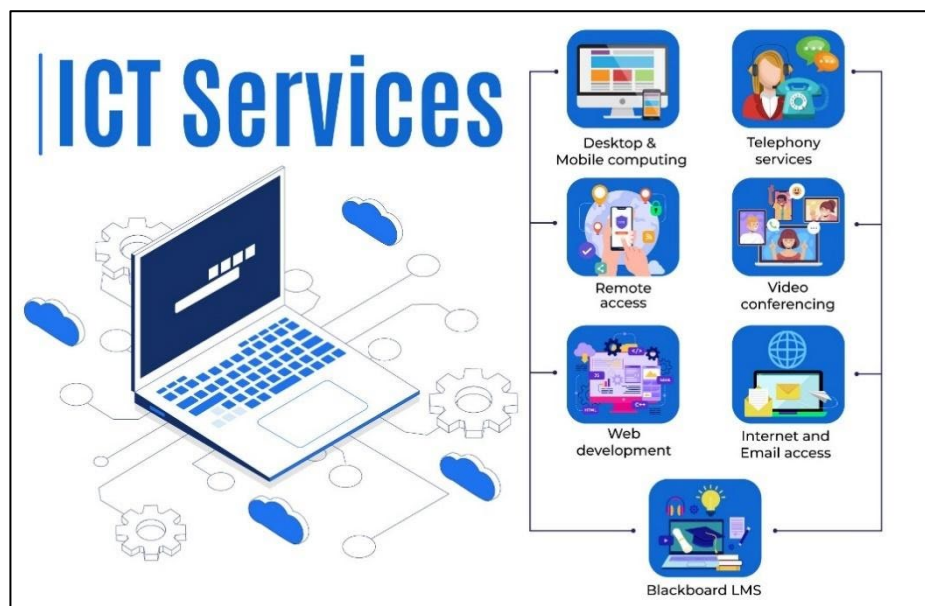 ICT Services
Desktop &
Mobile computing
Telephony
services
Remote
access
Video
conferencing
Web
development
Internet and
Email access
Blackboard LMS